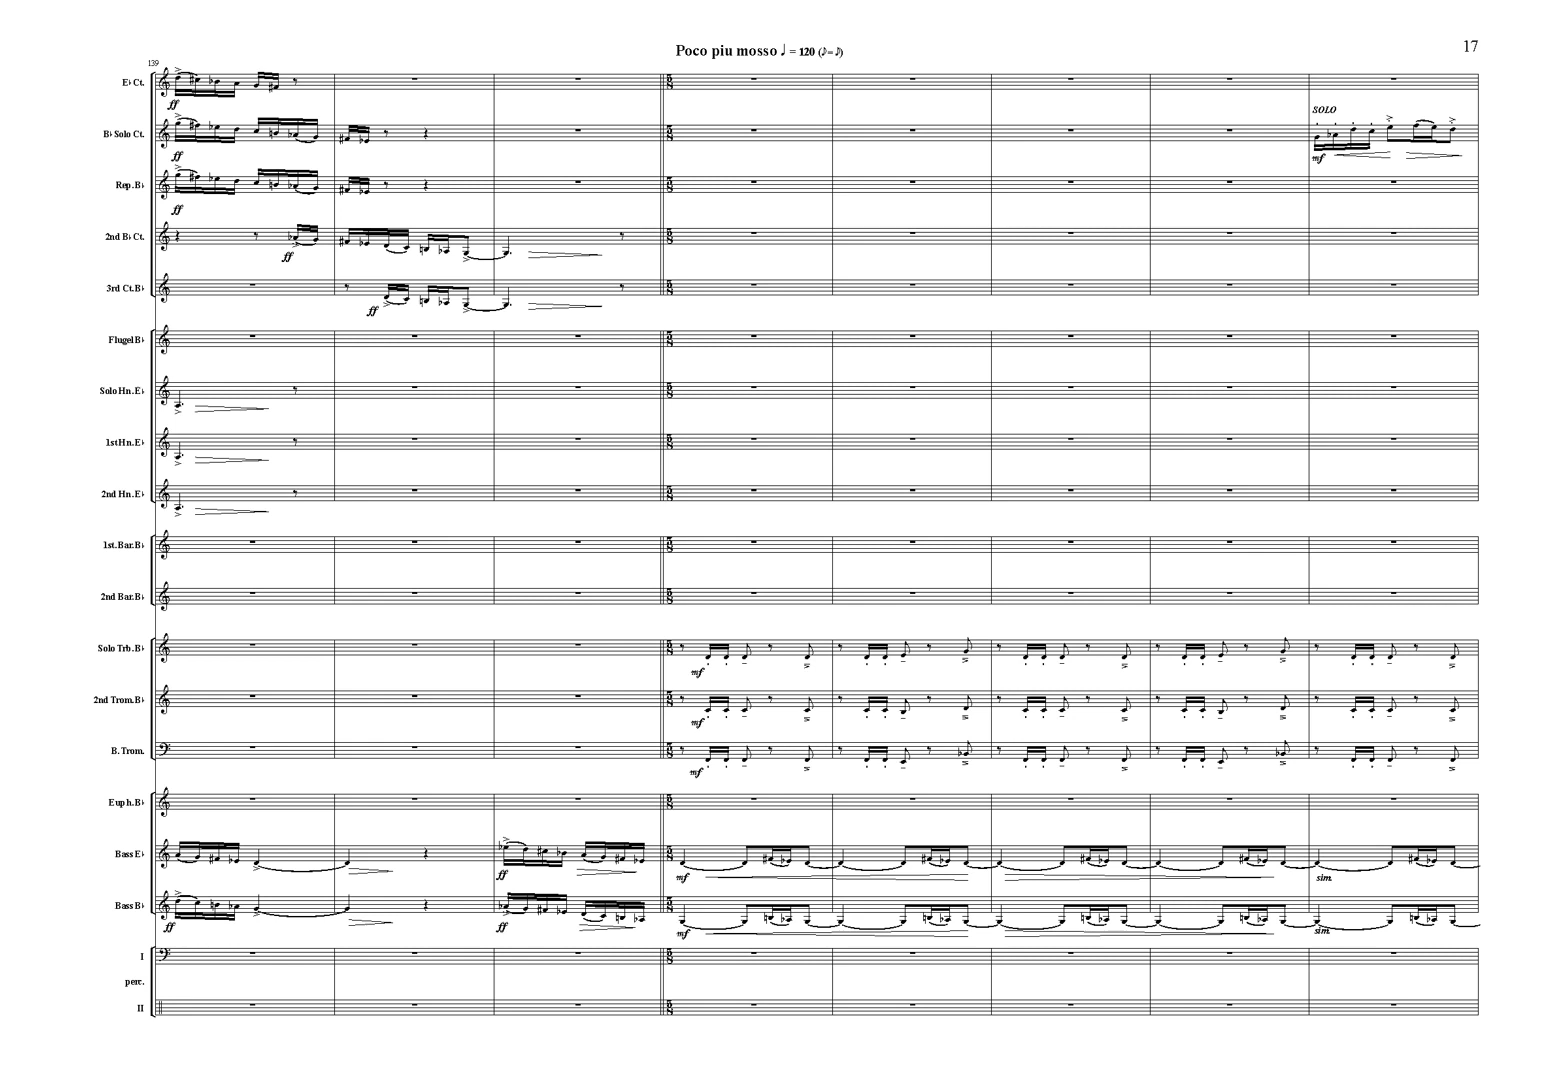 Poco piu mosso ♩ = 120 (♪=♪)
17
139
E♭ Ct.
ff
SOLO
B♭ Solo Ct.
ff
mf
Rep. B♭
ff
2nd B♭ Ct.
ff
3rd Ct.B♭
ff
Flugel B♭
Solo Hn. E♭
1st Hn. E♭
2nd Hn. E♭
1st. Bar. B♭
2nd Bar. B♭
Solo Trb. B♭
mf
2nd Trom. B♭
mf
B. Trom.
mf
Euph. B♭
Bass E♭
ff mf sim.
Bass B♭
ff ff mf sim.
I
perc.
II
5
8